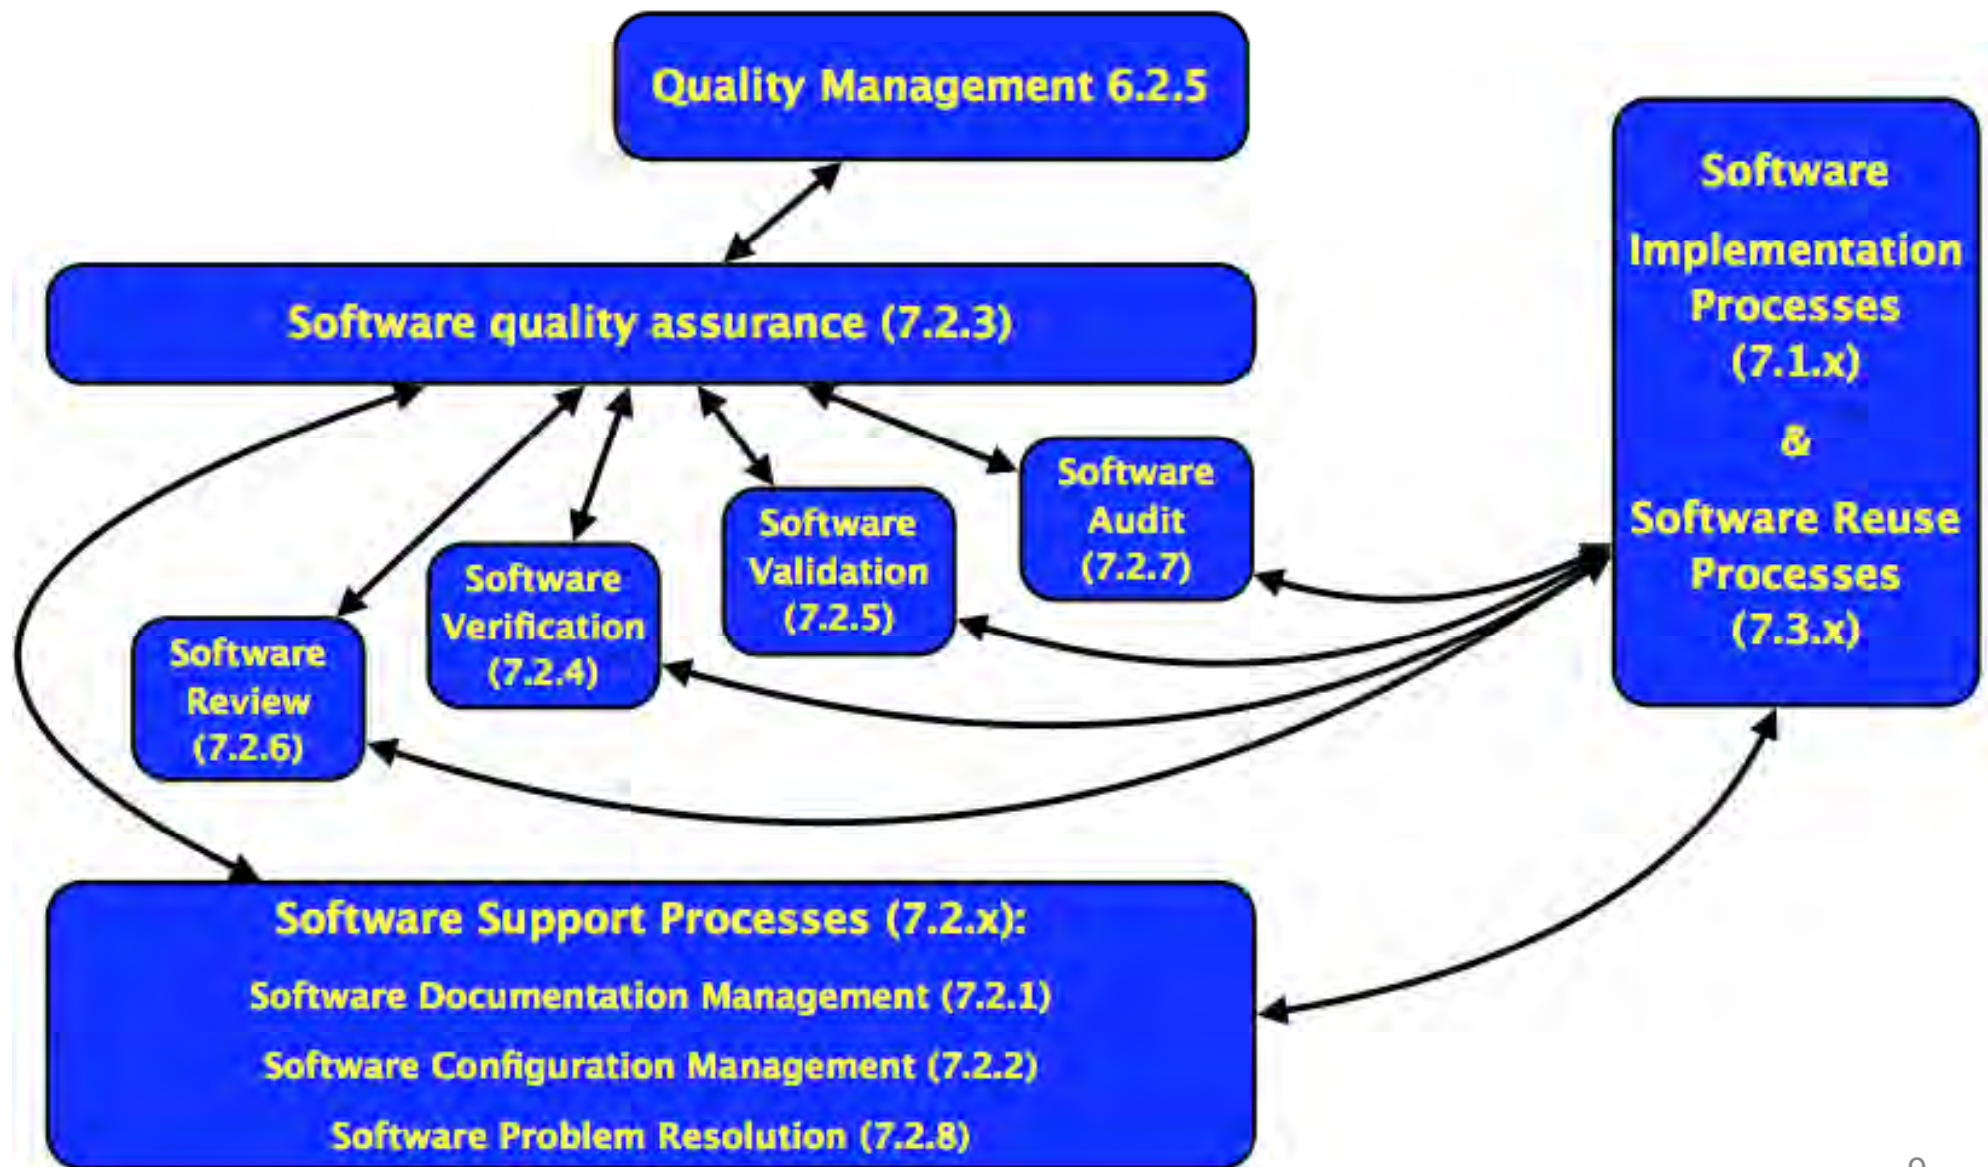 Quality Management 6.2.5
Software quality assurance (7.2.3)
Software
Audit
(7.2.7)
Software
Validation
(7.2.5)
Software
Verification
(7.2.4)
Software
Review
(7.2.6)
Software
Implementation
Processes
(7.1.x)
&
Software Reuse
Processes
(7.3.x)
Software Support Processes (7.2.x):
Software Documentation Management (7.2.1)
Software Configuration Management (7.2.2)
Software Problem Resolution (7.2.8)